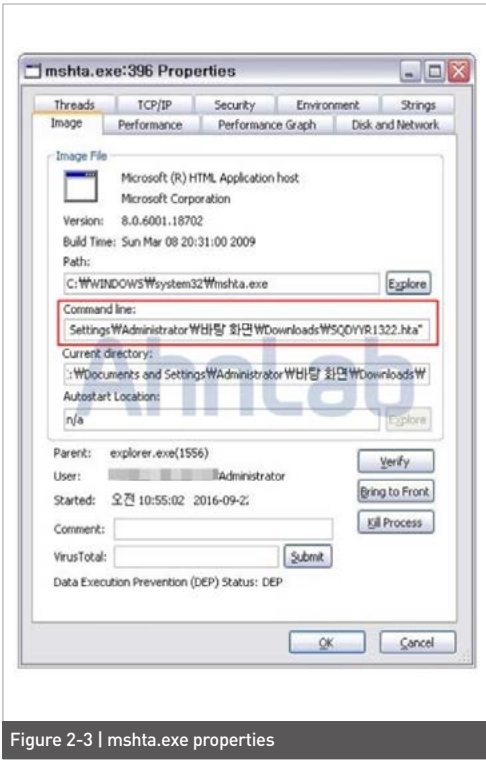 mshta.exe:396 Properties
Threads TCP/IP Security Environment Strings
Image Performance Performance Graph Disk and Network
Image File
Microsoft (R) HTML Application host
Microsoft Corporation
Version: 8.0.6001.18702
Build Time: Sun Mar 08 20:31:00 2009
Path:
C:₩WINDOWS₩system32₩mshta.exe Explore
Command line:
Settings₩Administrator₩바탕 화면₩Downloads₩SQDYYR1322.hta"
Current directory:
:₩Documents and Settings₩Administrator₩바탕 화면₩Downloads₩
Autostart Location:
n/a Explore
AhnLab
Parent: explorer.exe(1556) Verify
User: Administrator
Bring to Front
Started: 오전 10:55:02 2016-09-22
Comment: Kill Process
VirusTotal: Submit
Data Execution Prevention (DEP) Status: DEP
OK Cancel
Figure 2-3 | mshta.exe properties